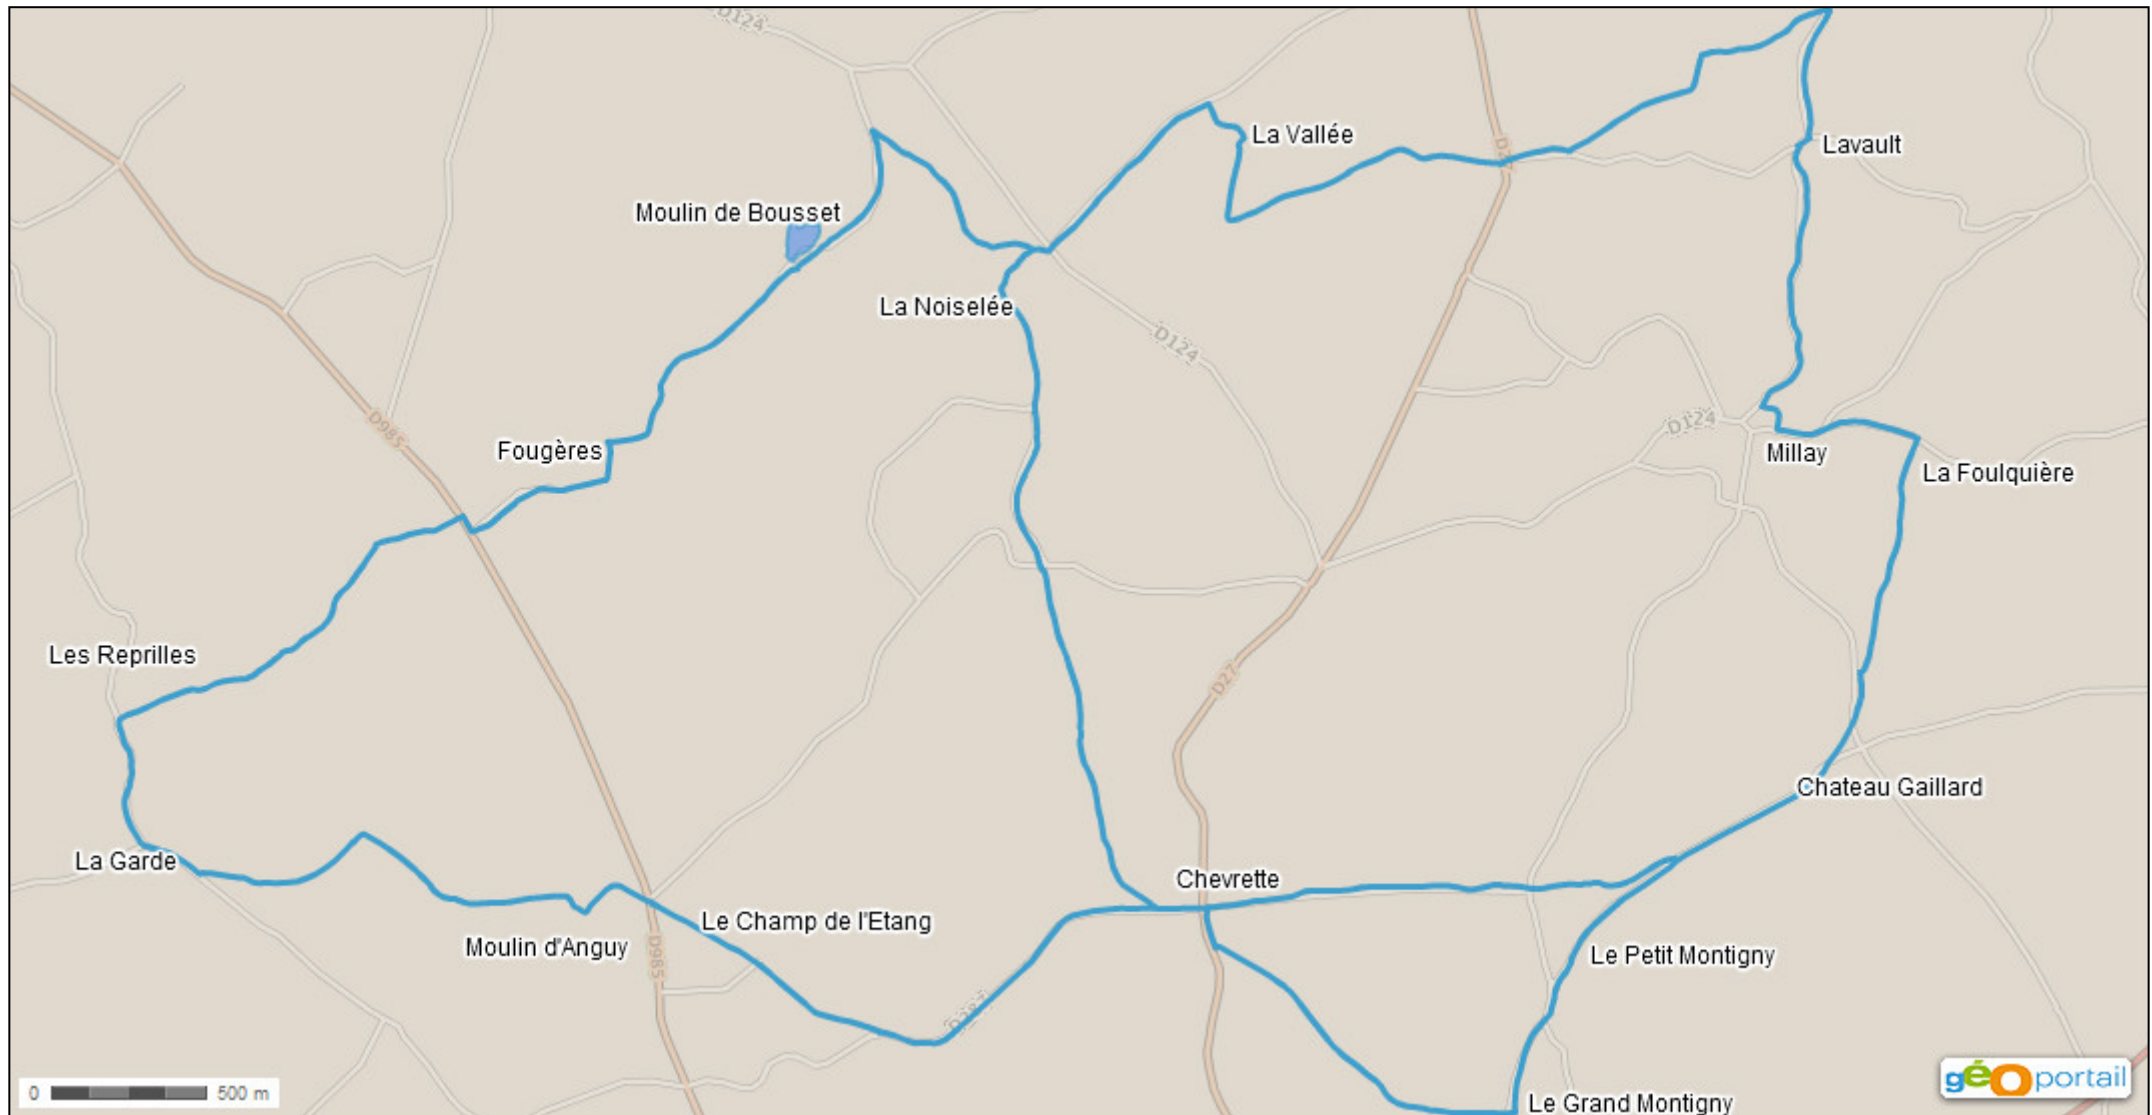 D124
La Vallée
D27
Lavault
Moulin de Bousset
La Noiselée
D124
D985
D124
Fougères
Millay
La Foulquière
Les Reprilles
D27
Chateau Gaillard
La Garde
Chevrette
Le Champ de l'Etang
Moulin d'Anguy
D985
Le Petit Montigny
D287
géoportail
0 500 m
Le Grand Montigny